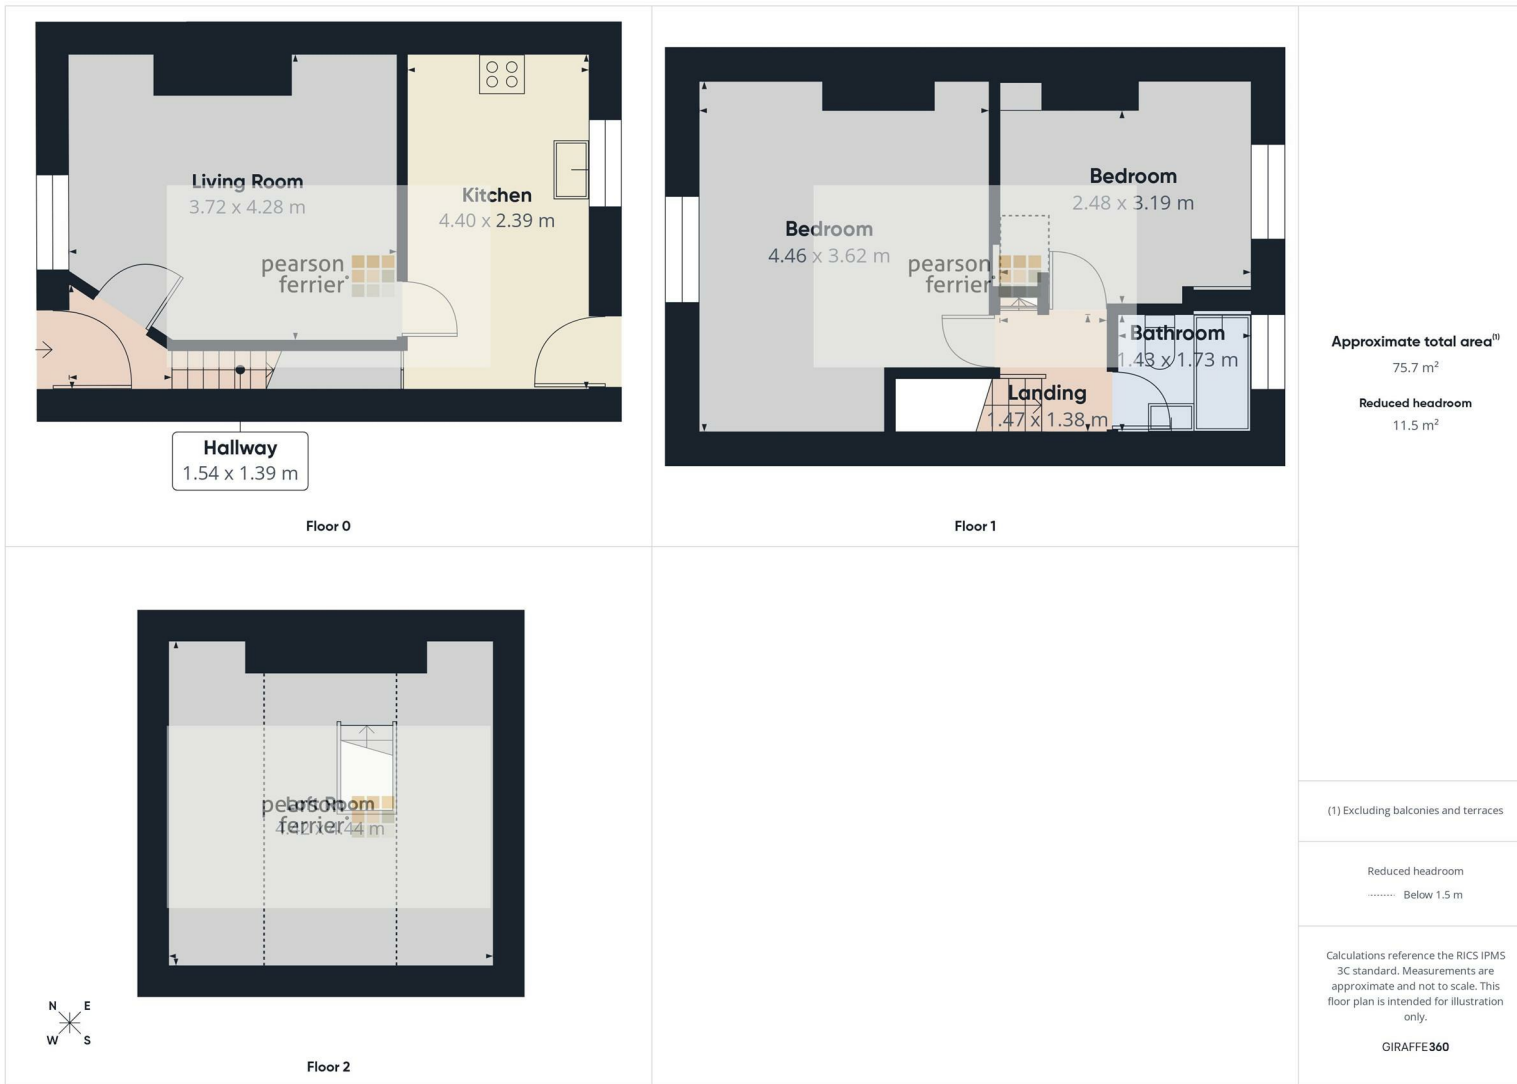 Living Room
3.72 x 4.28 m
Kitchen
4.40 x 2.39 m
pearson
ferrier
Hallway
1.54 x 1.39 m
Floor 0
Bedroom
4.46 x 3.62 m
Bedroom
2.48 x 3.19 m
pearson
ferrier
Bathroom
1.43 x 1.73 m
Landing
1.47 x 1.38 m
Floor 1
Loft Room
pearson
ferrier
N E
W S
Floor 2
Approximate total area(1)
75.7 m²
Reduced headroom
11.5 m²
(1) Excluding balconies and terraces
Reduced headroom
Below 1.5 m
Calculations reference the RICS IPMS
3C standard. Measurements are
approximate and not to scale. This
floor plan is intended for illustration
only.
GIRAFFE360